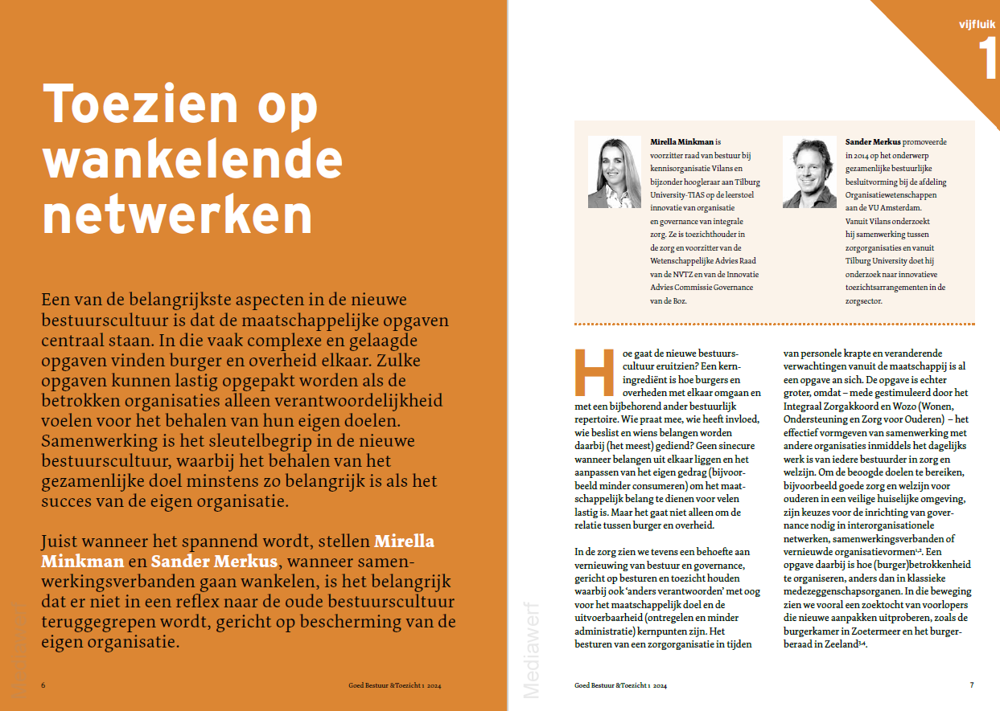 Toezien op
wankelende
netwerken
Een van de belangrijkste aspecten in de nieuwe
bestuurscultuur is dat de maatschappelijke opgaven
centraal staan. In die vaak complexe en gelaagde
opgaven vinden burger en overheid elkaar. Zulke
opgaven kunnen lastig opgepakt worden als de
betrokken organisaties alleen verantwoordelijkheid
voelen voor het behalen van hun eigen doelen.
Samenwerking is het sleutelbegrip in de nieuwe
bestuurscultuur, waarbij het behalen van het
gezamenlijke doel minstens zo belangrijk is als het
succes van de eigen organisatie.
Juist wanneer het spannend wordt, stellen Mirella
Minkman en Sander Merkus, wanneer samen-
werkingsverbanden gaan wankelen, is het belangrijk
dat er niet in een reflex naar de oude bestuurscultuur
teruggegrepen wordt, gericht op bescherming van de
eigen organisatie.
Mediawerf
6
Goed Bestuur &Toezicht 1 2024
vijfluik
1
Mirella Minkman is
voorzitter raad van bestuur bij
kennisorganisatie Vilans en
bijzonder hoogleraar aan Tilburg
University-TIAS op de leerstoel
innovatie van organisatie
en governance van integrale
zorg. Ze is toezichthouder in
de zorg en voorzitter van de
Wetenschappelijke Advies Raad
van de NVTZ en van de Innovatie
Advies Commissie Governance
van de Boz.
Sander Merkus promoveerde
in 2014 op het onderwerp
gezamenlijke bestuurlijke
besluitvorming bij de afdeling
Organisatiewetenschappen
aan de VU Amsterdam.
Vanuit Vilans onderzoekt
hij samenwerking tussen
zorgorganisaties en vanuit
Tilburg University doet hij
onderzoek naar innovatieve
toezichtsarrangementen in de
zorgsector.
Hoe gaat de nieuwe bestuurs-
cultuur eruitzien? Een kern-
ingrediënt is hoe burgers en
overheden met elkaar omgaan en
met een bijbehorend ander bestuurlijk
repertoire. Wie praat mee, wie heeft invloed,
wie beslist en wiens belangen worden
daarbij (het meest) gediend? Geen sinecure
wanneer belangen uit elkaar liggen en het
aanpassen van het eigen gedrag (bijvoor-
beeld minder consumeren) om het maat-
schappelijk belang te dienen voor velen
lastig is. Maar het gaat niet alleen om de
relatie tussen burger en overheid.
In de zorg zien we tevens een behoefte aan
vernieuwing van bestuur en governance,
gericht op besturen en toezicht houden
waarbij ook 'anders verantwoorden' met oog
voor het maatschappelijk doel en de
uitvoerbaarheid (ontregelen en minder
administratie) kernpunten zijn. Het
besturen van een zorgorganisatie in tijden
van personele krapte en veranderende
verwachtingen vanuit de maatschappij is al
een opgave an sich. De opgave is echter
groter, omdat – mede gestimuleerd door het
Integraal Zorgakkoord en Wozo (Wonen,
Ondersteuning en Zorg voor Ouderen) – het
effectief vormgeven van samenwerking met
andere organisaties inmiddels het dagelijks
werk is van iedere bestuurder in zorg en
welzijn. Om de beoogde doelen te bereiken,
bijvoorbeeld goede zorg en welzijn voor
ouderen in een veilige huiselijke omgeving,
zijn keuzes voor de inrichting van gover-
nance nodig in interorganisationele
netwerken, samenwerkingsverbanden of
vernieuwde organisatievormen¹,². Een
opgave daarbij is hoe (burger)betrokkenheid
te organiseren, anders dan in klassieke
medezeggenschapsorganen. In die beweging
zien we vooral een zoektocht van voorlopers
die nieuwe aanpakken uitproberen, zoals de
burgerkamer in Zoetermeer en het burger-
beraad in Zeeland³,⁴.
Mediawerf
Goed Bestuur &Toezicht 1 2024
7